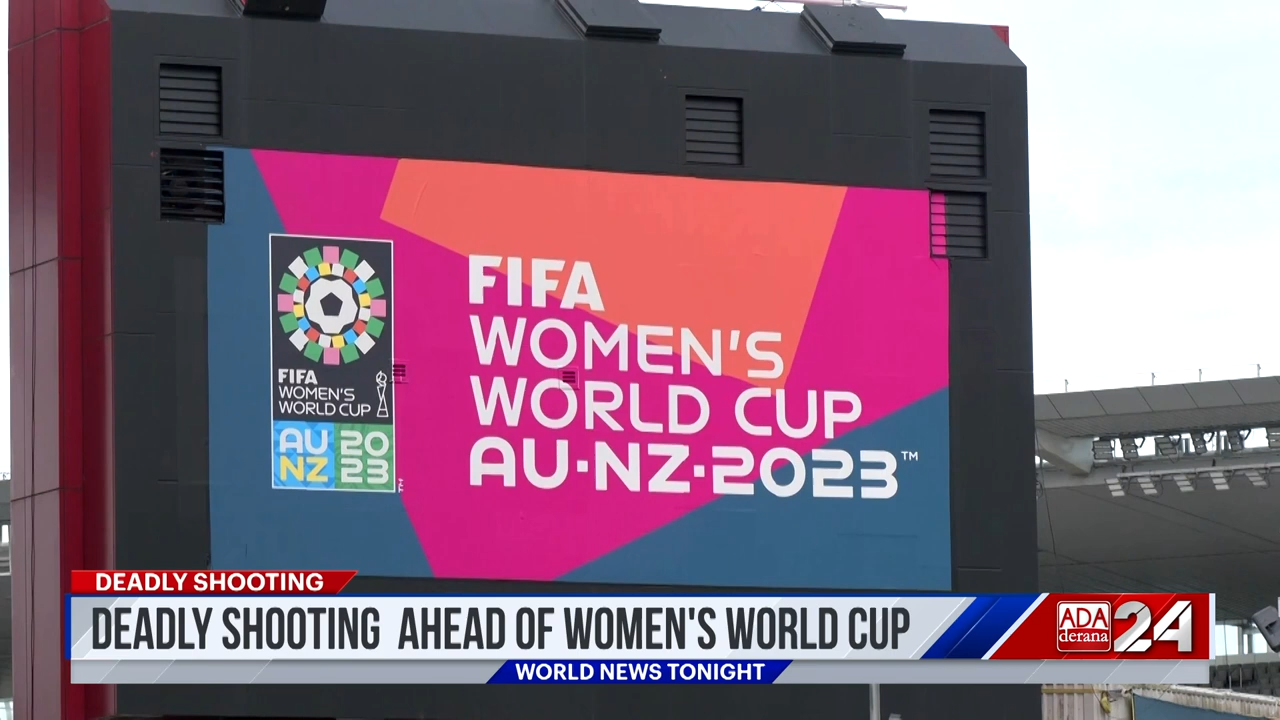 FIFA
WOMEN'S
WORLD CUP
AU·NZ·2023™
FIFA
WOMEN'S
WORLD CUP
AU 20
NZ 23
TM
DEADLY SHOOTING
DEADLY SHOOTING AHEAD OF WOMEN'S WORLD CUP
ADA
derana
24
WORLD NEWS TONIGHT